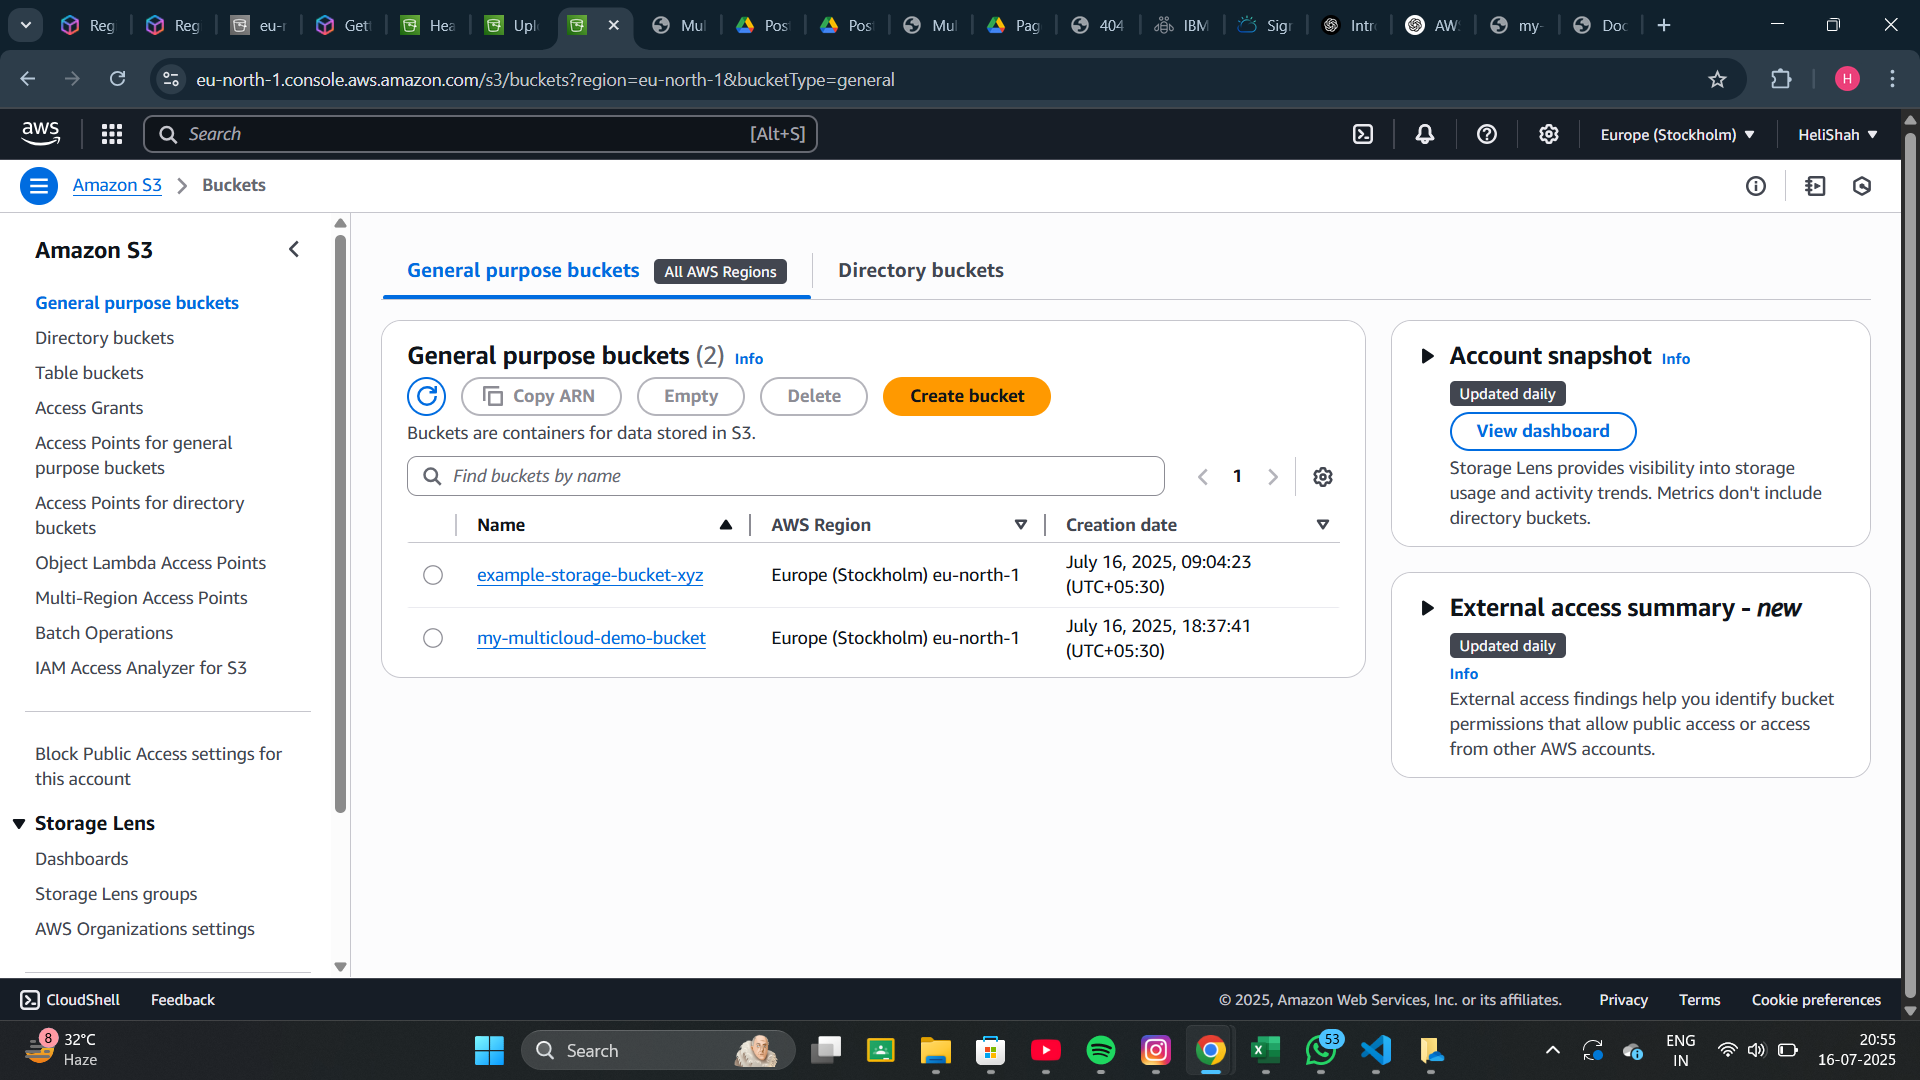 Reg
Reg
eu-r
Get
Hea
Upl
Mul
Post
Post
Mul
Pag
404
IBM
Sigr
Intr
AWS
my-
Doc
eu-north-1.console.aws.amazon.com/s3/buckets?region=eu-north-1&bucketType=general
H
aws
Search
[Alt+S]
Europe (Stockholm)
HeliShah
Amazon S3
Buckets
Amazon S3
General purpose buckets
Directory buckets
Table buckets
Access Grants
Access Points for general
purpose buckets
Access Points for directory
buckets
Object Lambda Access Points
Multi-Region Access Points
Batch Operations
IAM Access Analyzer for S3
Block Public Access settings for
this account
Storage Lens
Dashboards
Storage Lens groups
AWS Organizations settings
General purpose buckets All AWS Regions
Directory buckets
General purpose buckets (2) Info
Copy ARN
Empty
Delete
Create bucket
Buckets are containers for data stored in S3.
Find buckets by name
1
Name
AWS Region
Creation date
example-storage-bucket-xyz
Europe (Stockholm) eu-north-1
July 16, 2025, 09:04:23
(UTC+05:30)
my-multicloud-demo-bucket
Europe (Stockholm) eu-north-1
July 16, 2025, 18:37:41
(UTC+05:30)
Account snapshot Info
Updated daily
View dashboard
Storage Lens provides visibility into storage
usage and activity trends. Metrics don't include
directory buckets.
External access summary - new
Updated daily
Info
External access findings help you identify bucket
permissions that allow public access or access
from other AWS accounts.
CloudShell
Feedback
© 2025, Amazon Web Services, Inc. or its affiliates.
Privacy
Terms
Cookie preferences
8
32°C
Haze
Search
53
ENG
IN
20:55
16-07-2025